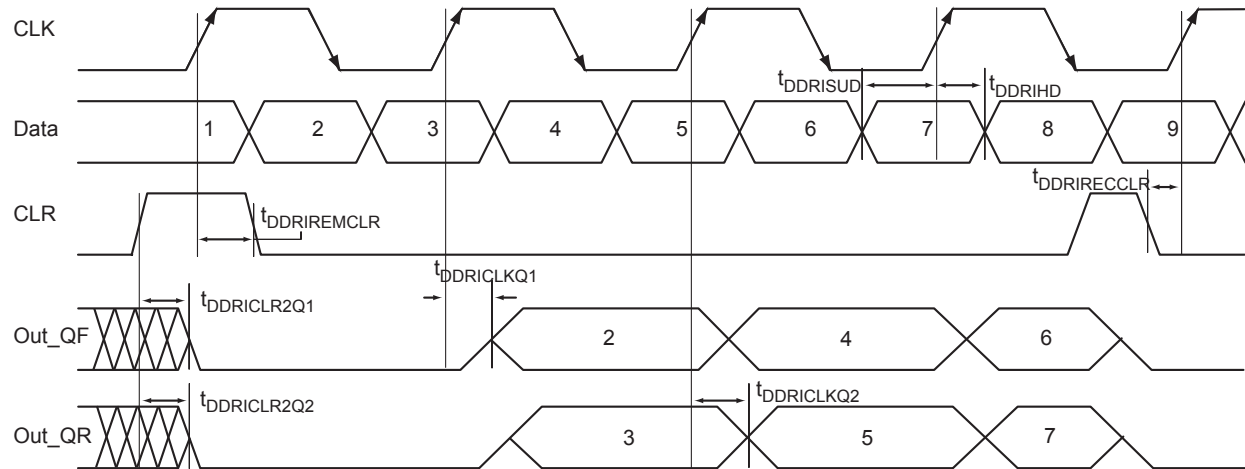 CLK
tDDRISUD
tDDRIHD
Data
1 2 3 4 5 6 7 8 9
CLR
tDDRIREMCLR
tDDRIRECCLR
tDDRICLKQ1
tDDRICLR2Q1
Out_QF
2 4 6
tDDRICLR2Q2
tDDRICLKQ2
Out_QR
3 5 7